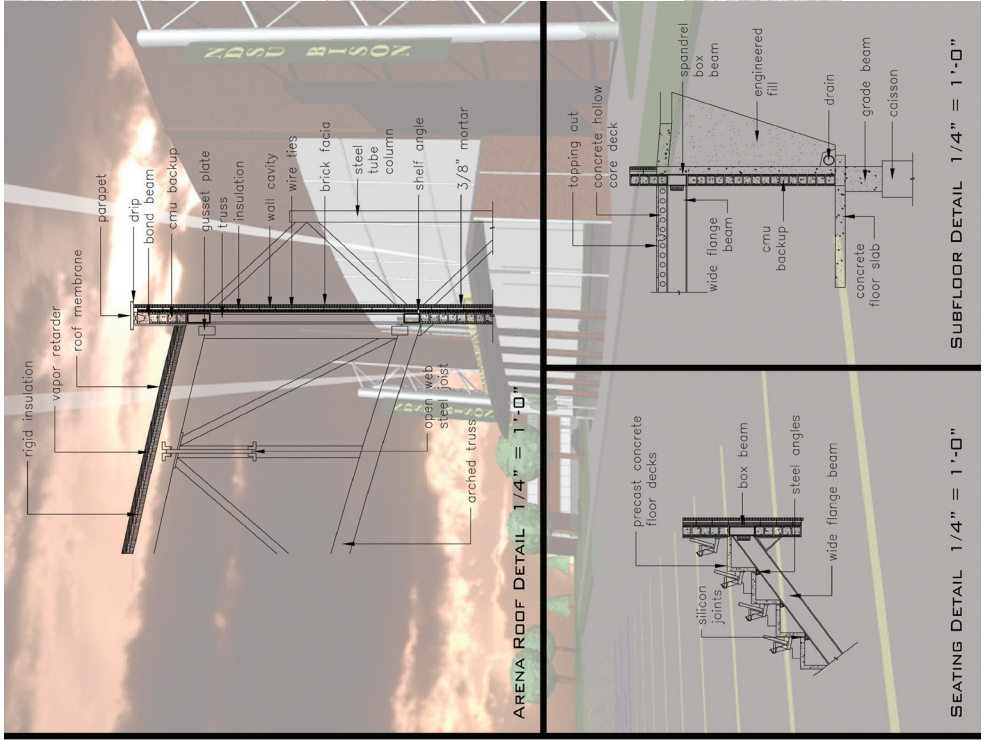 NDSU BISON
NDSU BISON
rigid insulation
vapor retarder
roof membrane
parapet
drip
bond beam
cmu backup
gusset plate
truss
insulation
wall cavity
wire ties
brick facia
steel
tube
column
shelf angle
3/8" mortar
open web
steel joist
arched truss
ARENA ROOF DETAIL 1/4" = 1'-0"
precast concrete
floor decks
silicon
joints
box beam
steel angles
wide flange beam
SEATING DETAIL 1/4" = 1'-0"
topping out
concrete hollow
core deck
spandrel
box
beam
engineered
fill
drain
grade beam
caisson
wide flange
beam
cmu
backup
concrete
floor slab
SUBFLOOR DETAIL 1/4" = 1'-0"